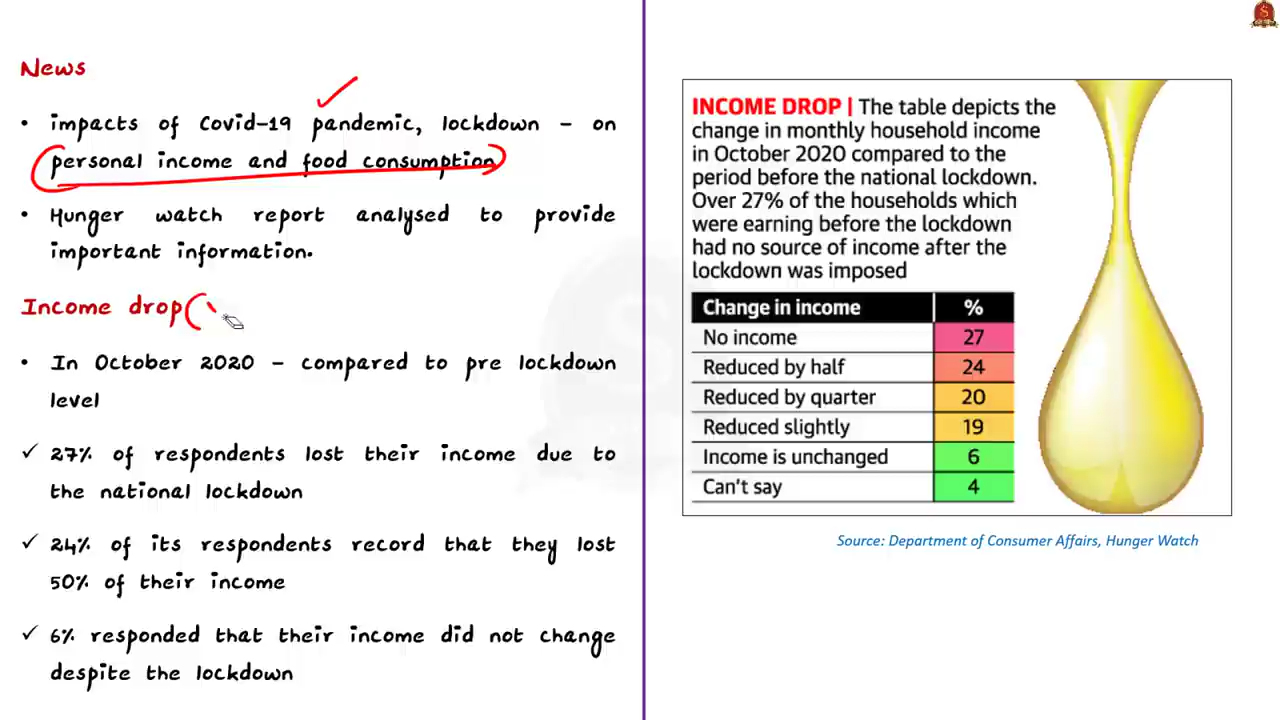 News
• impacts of Covid-19 pandemic, lockdown - on
personal income and food consumption
• Hunger watch report analysed to provide
important information.
Income drop
• In October 2020 - compared to pre lockdown
level
✓ 27% of respondents lost their income due to
the national lockdown
✓ 24% of its respondents record that they lost
50% of their income
✓ 6% responded that their income did not change
despite the lockdown
INCOME DROP | The table depicts the
change in monthly household income
in October 2020 compared to the
period before the national lockdown.
Over 27% of the households which
were earning before the lockdown
had no source of income after the
lockdown was imposed
Change in income %
No income 27
Reduced by half 24
Reduced by quarter 20
Reduced slightly 19
Income is unchanged 6
Can't say 4
Source: Department of Consumer Affairs, Hunger Watch